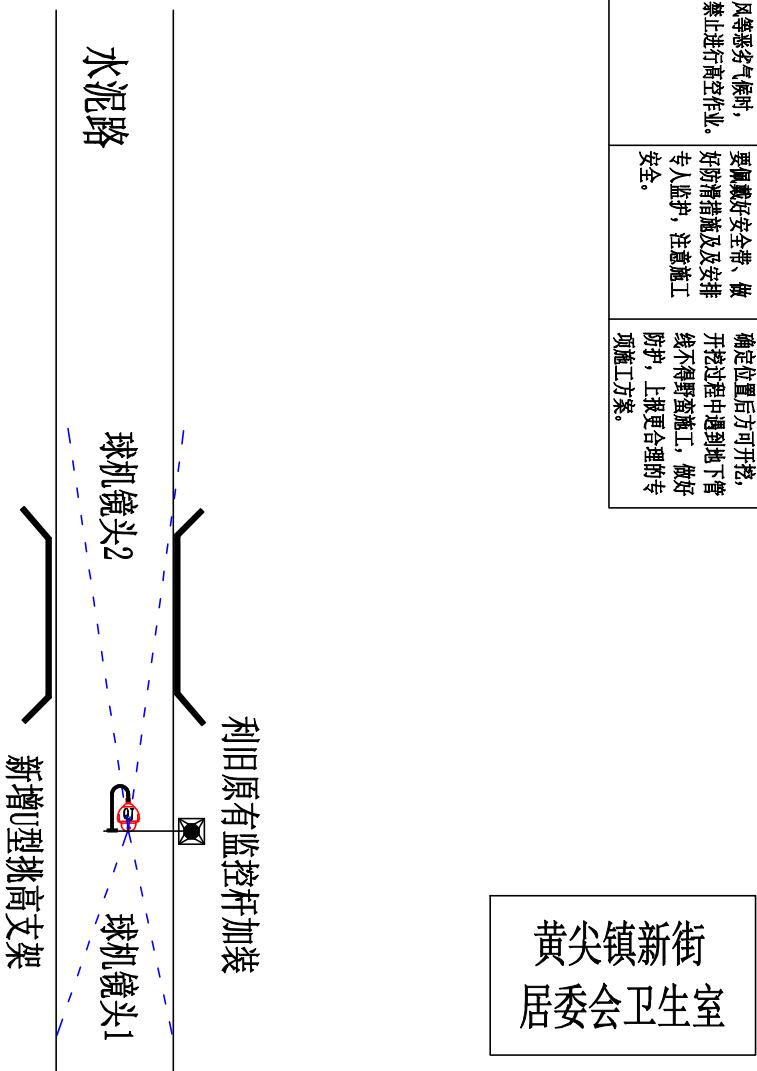 风等恶劣气候时，
禁止进行高空作业。
要佩戴好安全带、做
好防滑措施及及安排
专人监护，注意施工
安全。
确定位置后方可开挖，
开挖过程中遇到地下管
线不得野蛮施工，做好
防护，上报更合理的专
项施工方案。
水泥路
球机镜头2
利旧原有监控杆加装
新增U型挑高支架
球机镜头1
黄尖镇新街
居委会卫生室